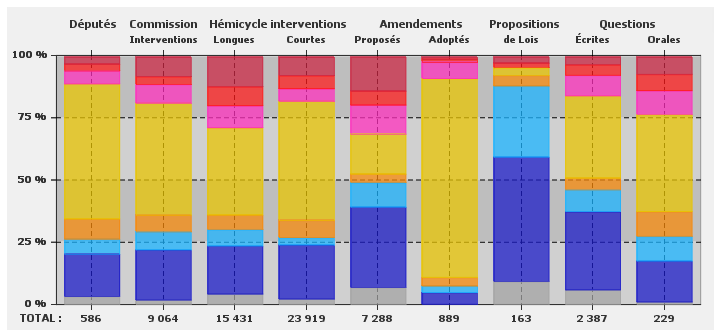 Députés Commission Hémicycle interventions Amendements Propositions Questions
Interventions Longues Courtes Proposés Adoptés de Lois Écrites Orales
100 %
75 %
50 %
25 %
0 %
TOTAL : 586 9 064 15 431 23 919 7 288 889 163 2 387 229